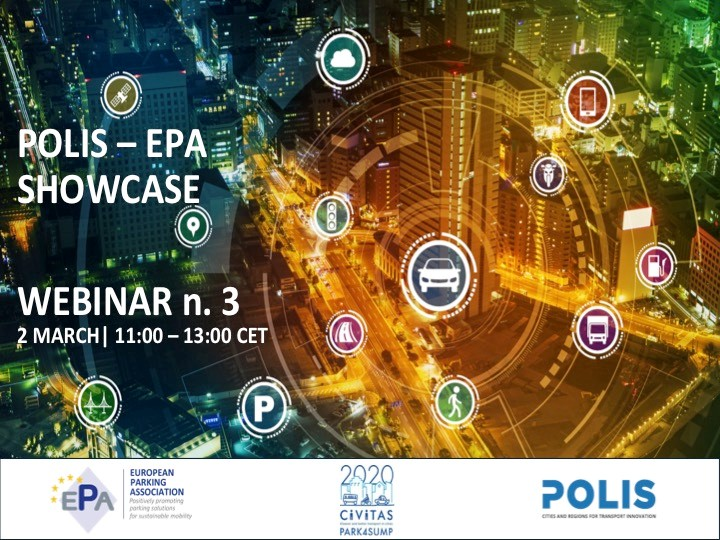 POLIS – EPA
SHOWCASE
WEBINAR n. 3
2 MARCH| 11:00 – 13:00 CET
P
EPA
EUROPEAN
PARKING
ASSOCIATION
Positively promoting
parking solutions
for sustainable mobility
2020
CIVITAS
PARK4SUMP
POLIS
CITIES AND REGIONS FOR TRANSPORT INNOVATION